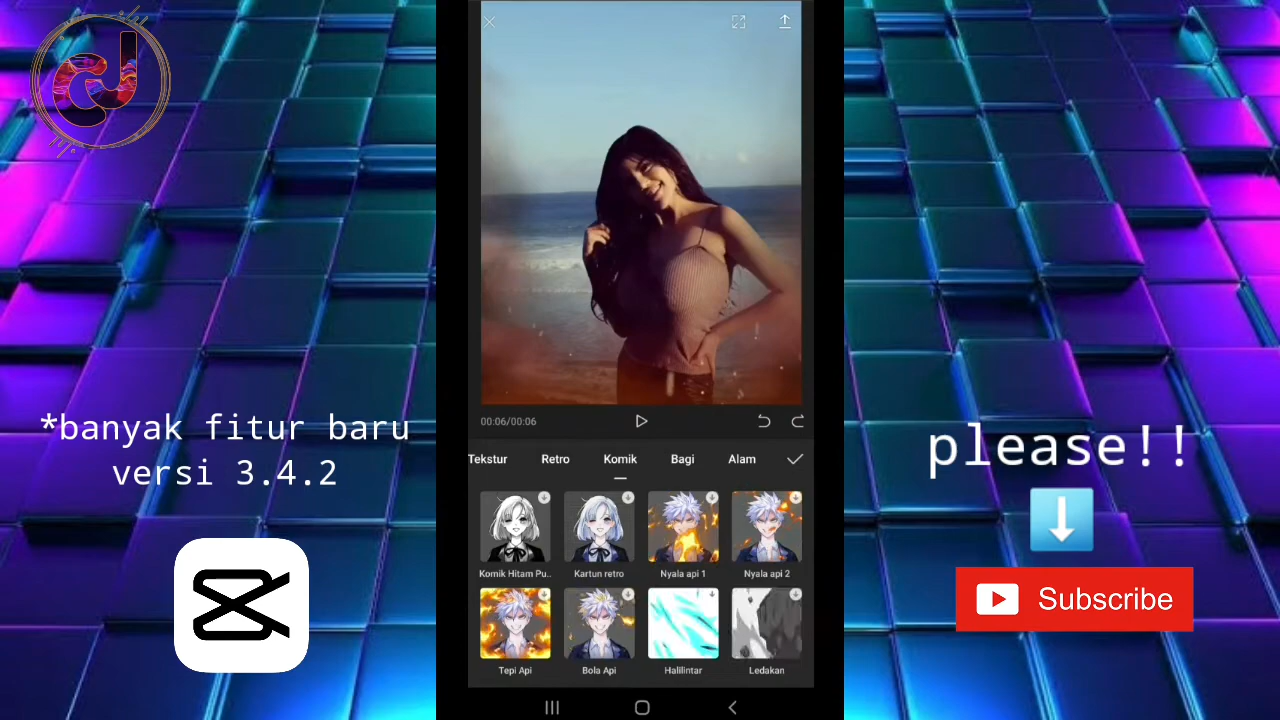 *banyak fitur baru
versi 3.4.2
00:06/00:06
Tekstur Retro Komik Bagi Alam
Komik Hitam Pu.. Kartun retro Nyala api 1 Nyala api 2
Tepi Api Bola Api Halilintar Ledakan
please!!
Subscribe